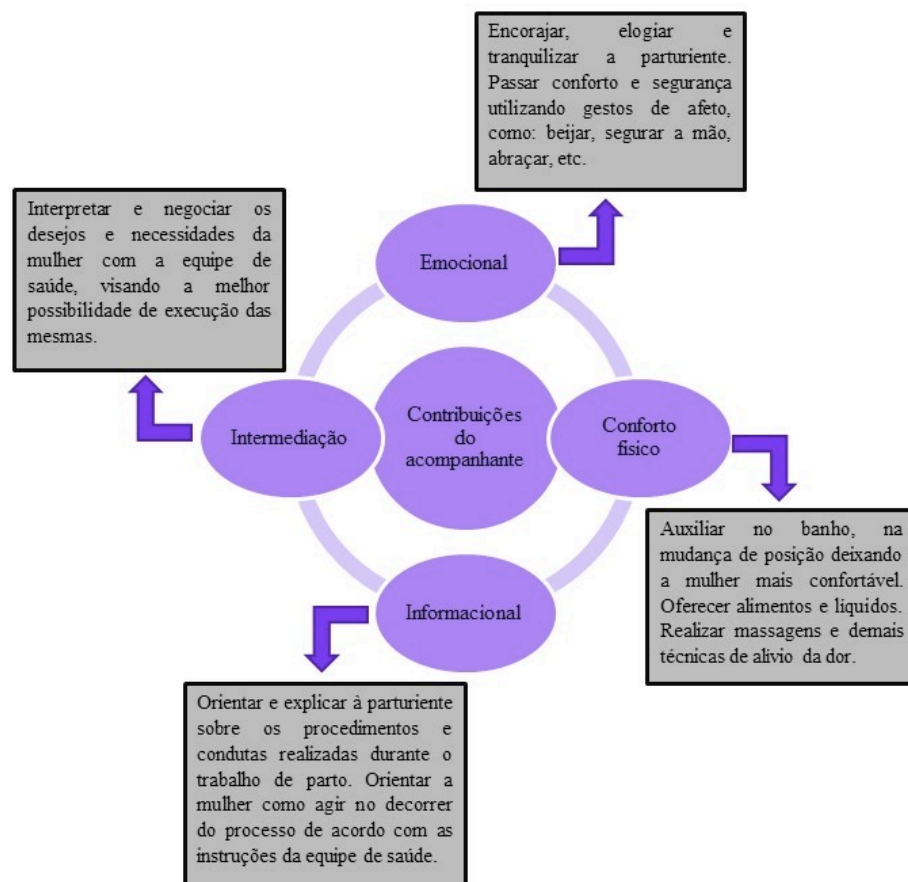 Encorajar, elogiar e
tranquilizar a parturiente.
Passar conforto e segurança
utilizando gestos de afeto,
como: beijar, segurar a mão,
abraçar, etc.
Interpretar e negociar os
desejos e necessidades da
mulher com a equipe de
saúde, visando a melhor
possibilidade de execução das
mesmas.
Emocional
Intermediação
Contribuições
do
acompanhante
Conforto
físico
Informacional
Auxiliar no banho, na
mudança de posição deixando
a mulher mais confortável.
Oferecer alimentos e líquidos.
Realizar massagens e demais
técnicas de alívio da dor.
Orientar e explicar à parturiente
sobre os procedimentos e
condutas realizadas durante o
trabalho de parto. Orientar a
mulher como agir no decorrer
do processo de acordo com as
instruções da equipe de saúde.